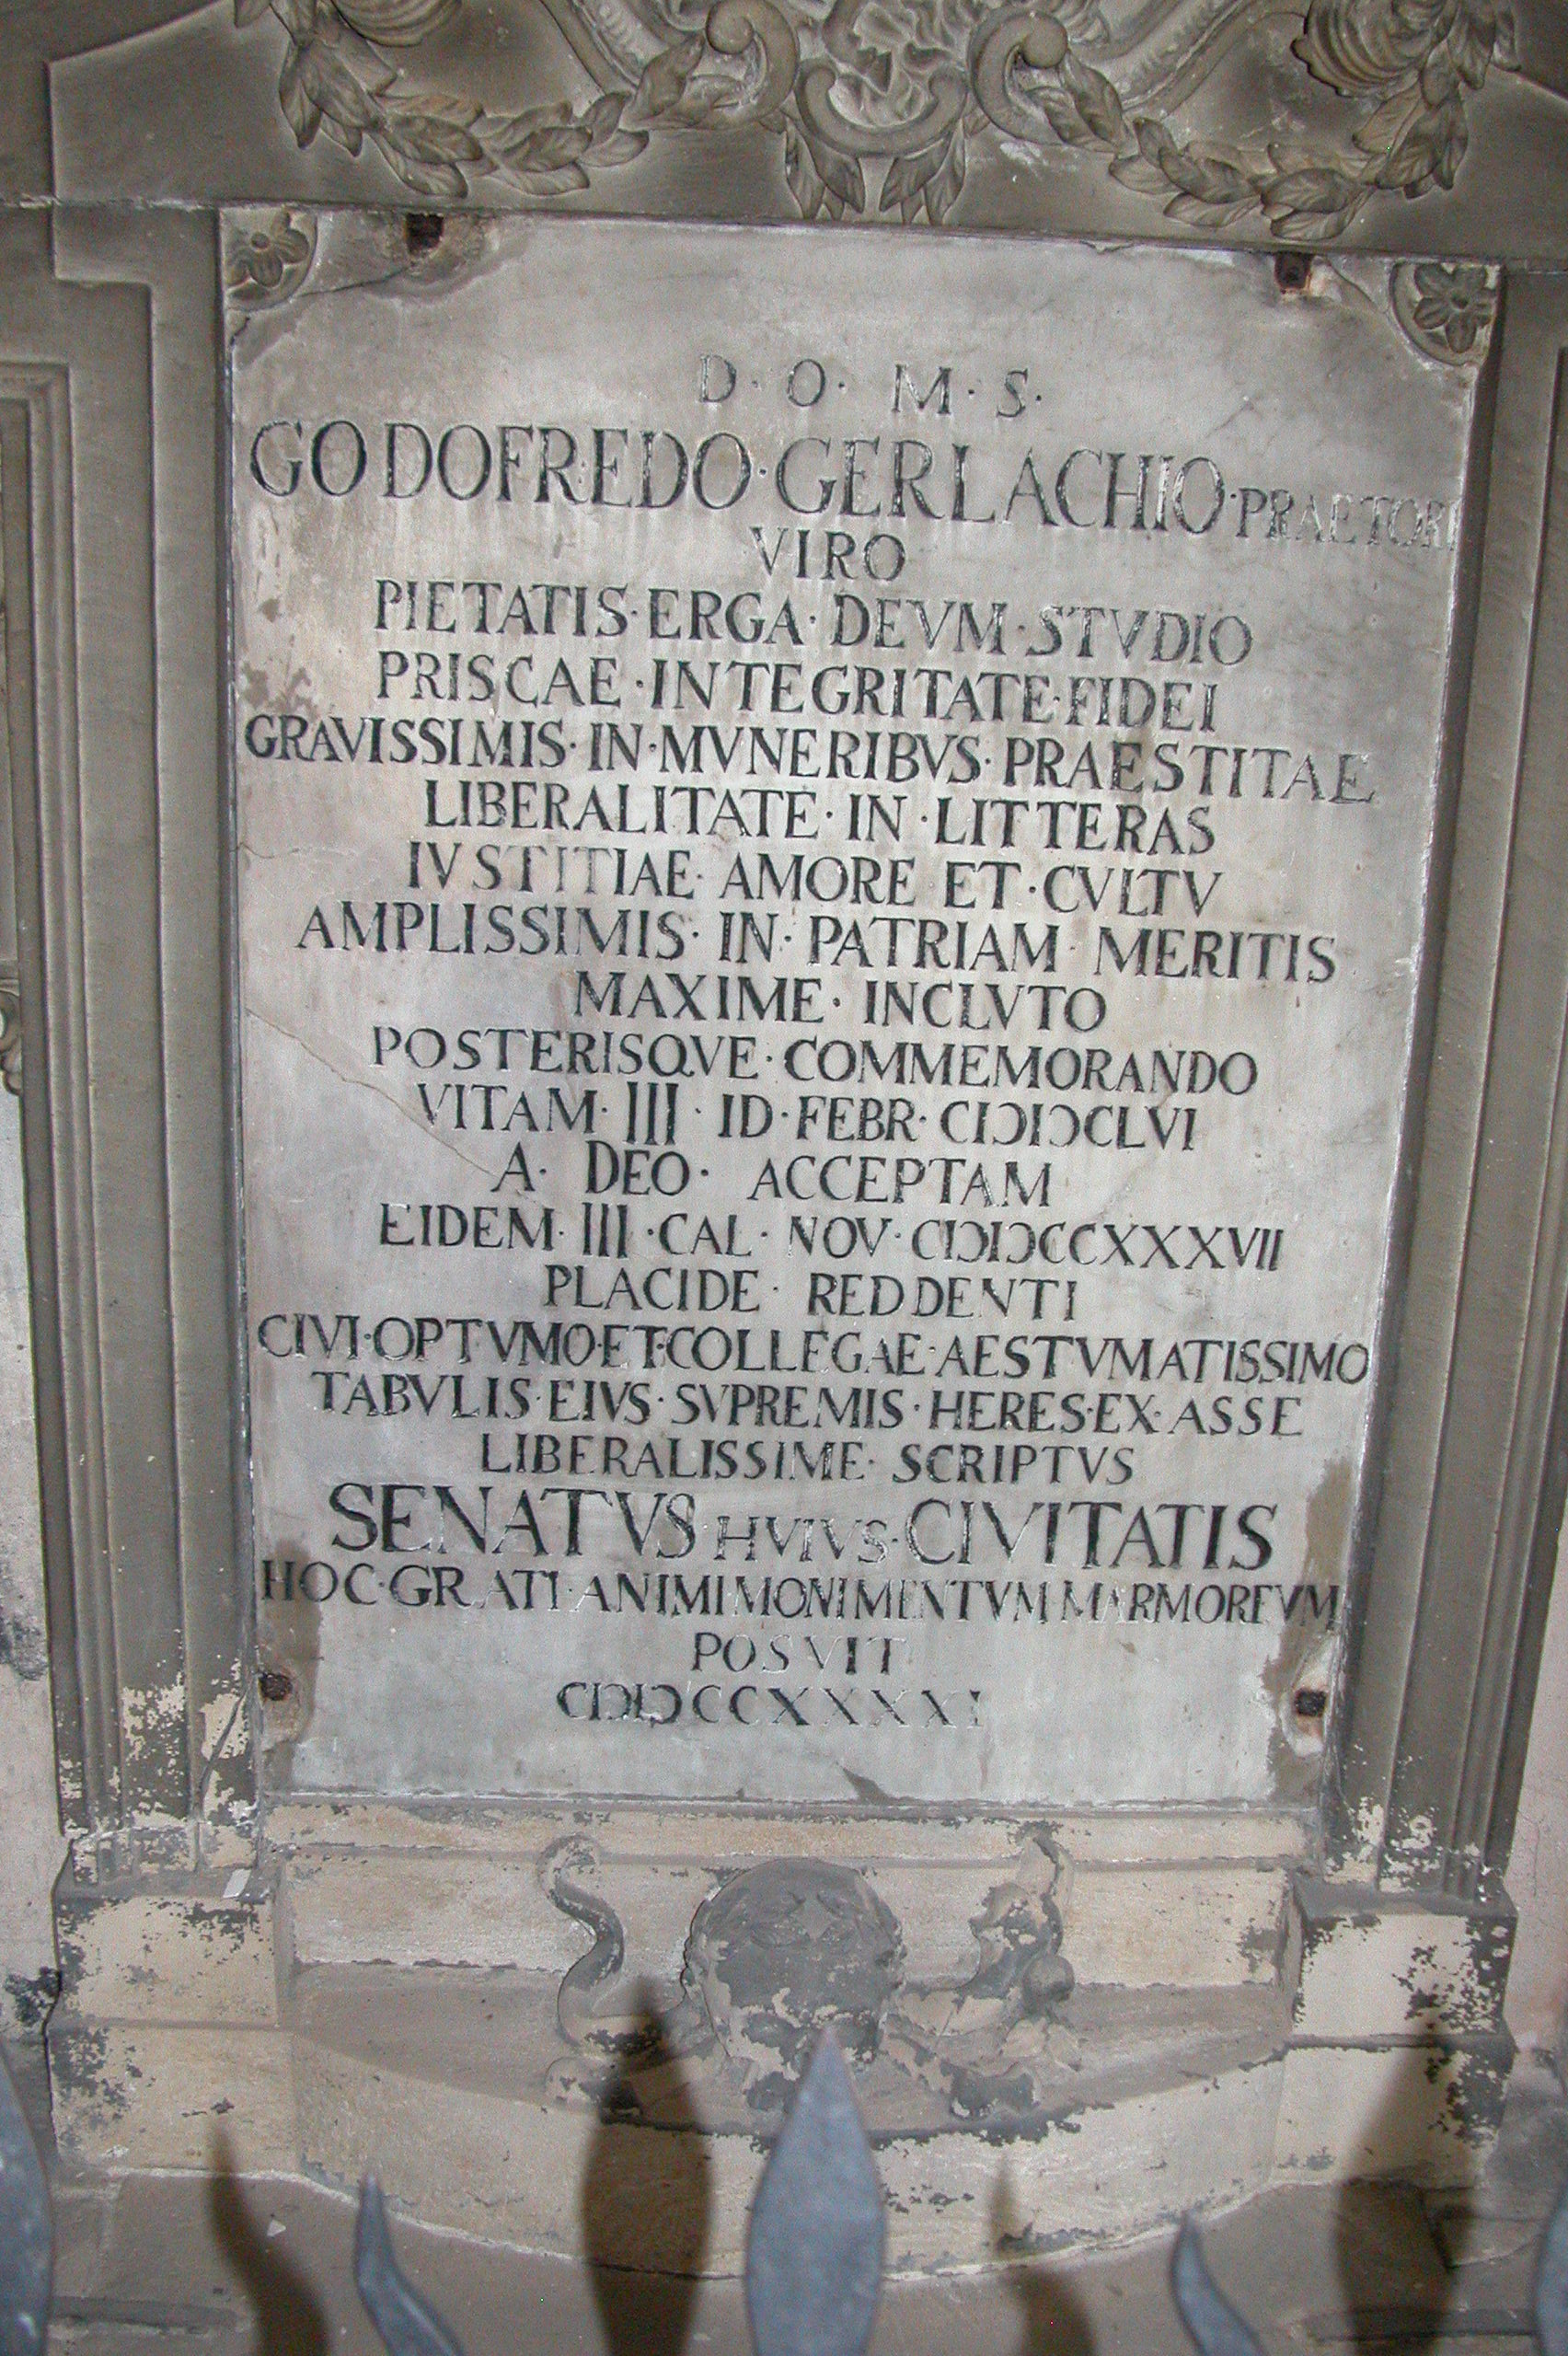 D · O · M · S ·
GODOFREDO · GERLACHIO · PRAETORI
VIRO
PIETATIS · ERGA · DEVM · STVDIO
PRISCAE · INTEGRITATE · FIDEI
GRAVISSIMIS · IN · MVNERIBVS · PRAESTITAE
LIBERALITATE · IN · LITTERAS
IVSTITIAE · AMORE ET · CVLTV
AMPLISSIMIS · IN · PATRIAM · MERITIS
MAXIME · INCLVTO
POSTERISQVE · COMMEMORANDO
VITAM · III · ID · FEBR · CIↃIↃCLVI
A · DEO · ACCEPTAM
EIDEM · III · CAL · NOV · CIↃIↃCCXXXVII
PLACIDE · REDDENTI
CIVI · OPTVMO · ET · COLLEGAE · AESTVMATISSIMO
TABVLIS · EIVS · SVPREMIS · HERES · EX · ASSE
LIBERALISSIME · SCRIPTVS
SENATVS · HVIVS · CIVITATIS
HOC · GRATI · ANIMI MONIMENTVM MARMOREVM
POSVIT
CIↃIↃCCXXXXI